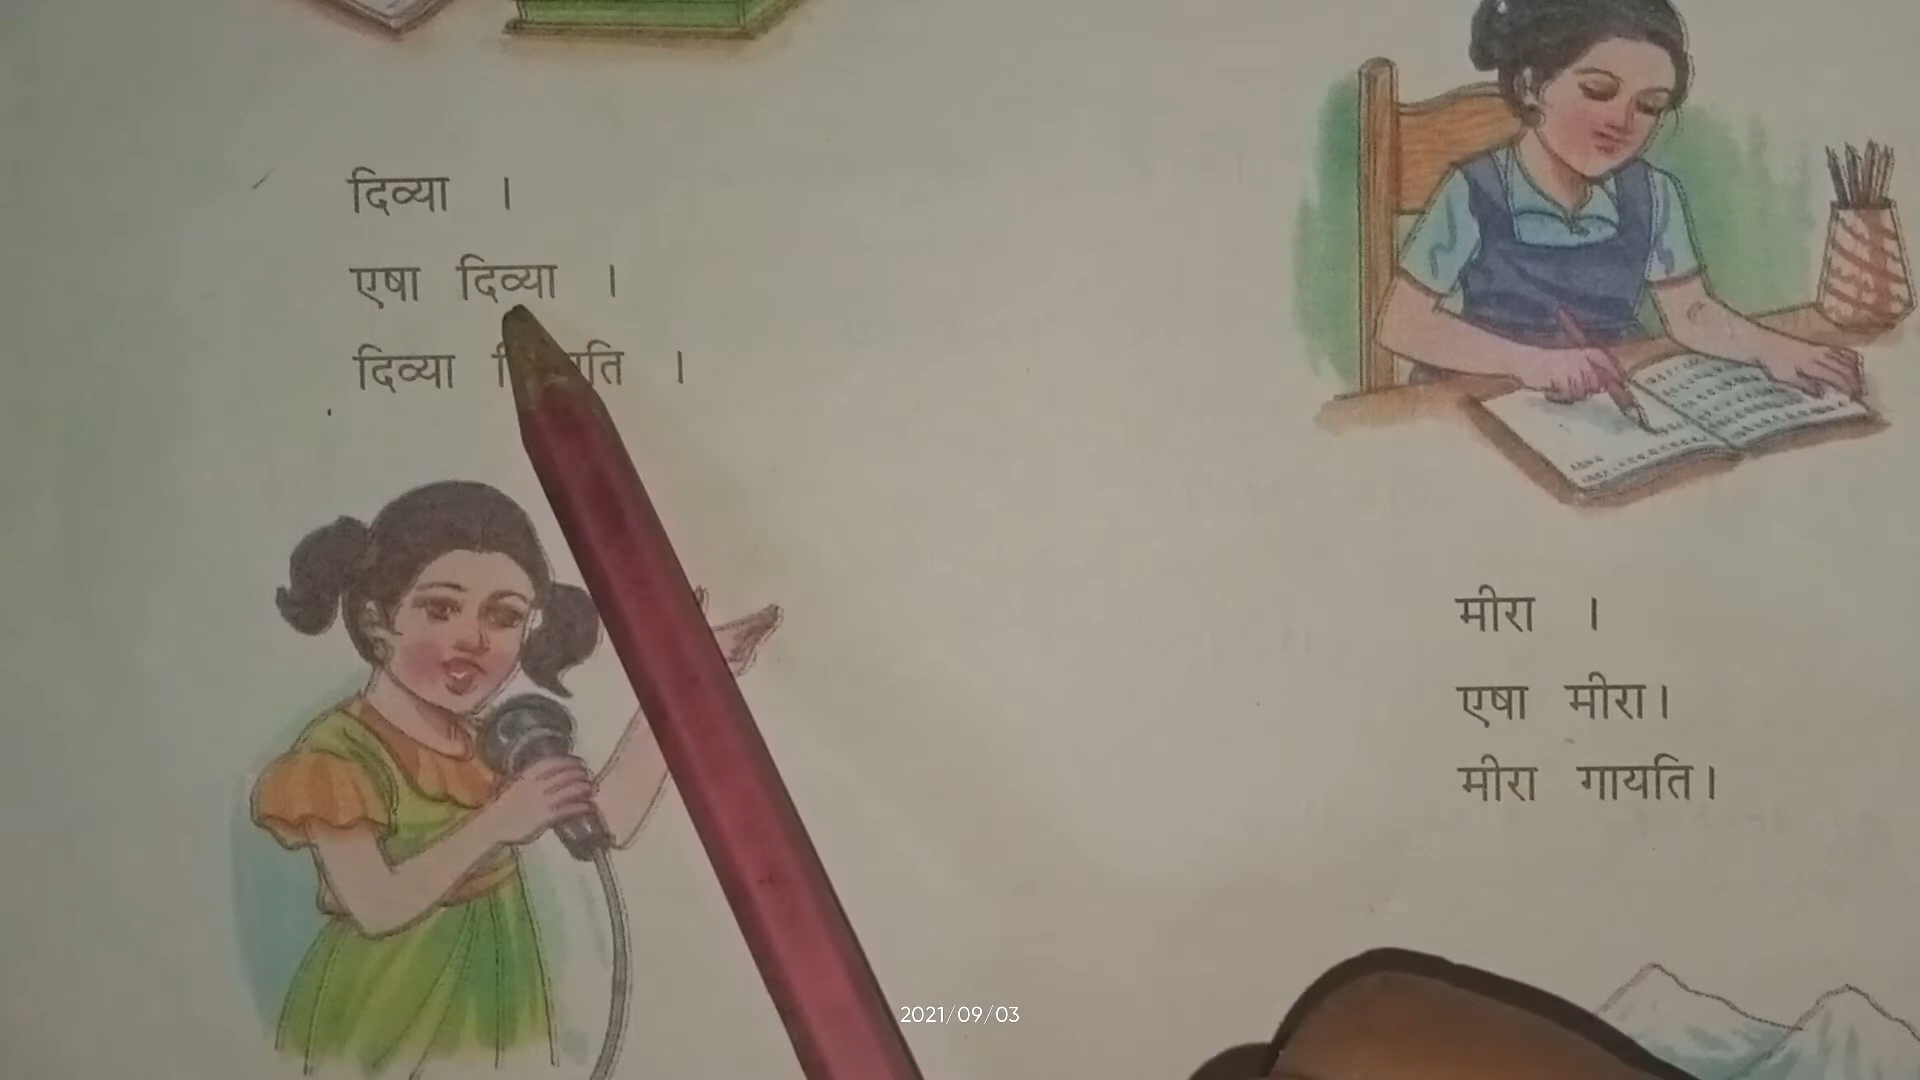 दिव्या ।
एषा दिव्या ।
दिव्या
मीरा ।
एषा मीरा।
मीरा गायति।
2021/09/03